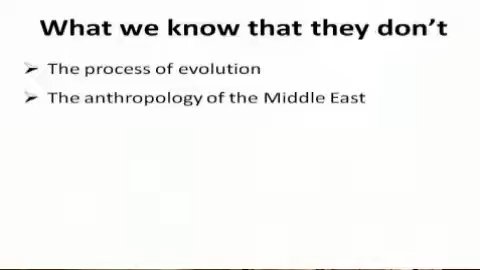 What we know that they don’t
➢ The process of evolution
➢ The anthropology of the Middle East